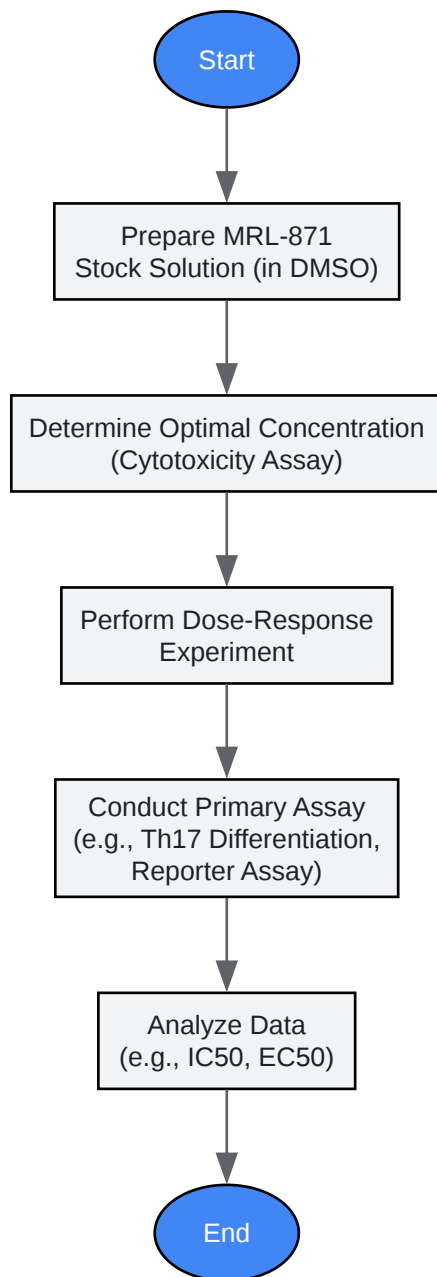 Start
Prepare MRL-871
Stock Solution (in DMSO)
Determine Optimal Concentration
(Cytotoxicity Assay)
Perform Dose-Response
Experiment
Conduct Primary Assay
(e.g., Th17 Differentiation,
Reporter Assay)
Analyze Data
(e.g., IC50, EC50)
End